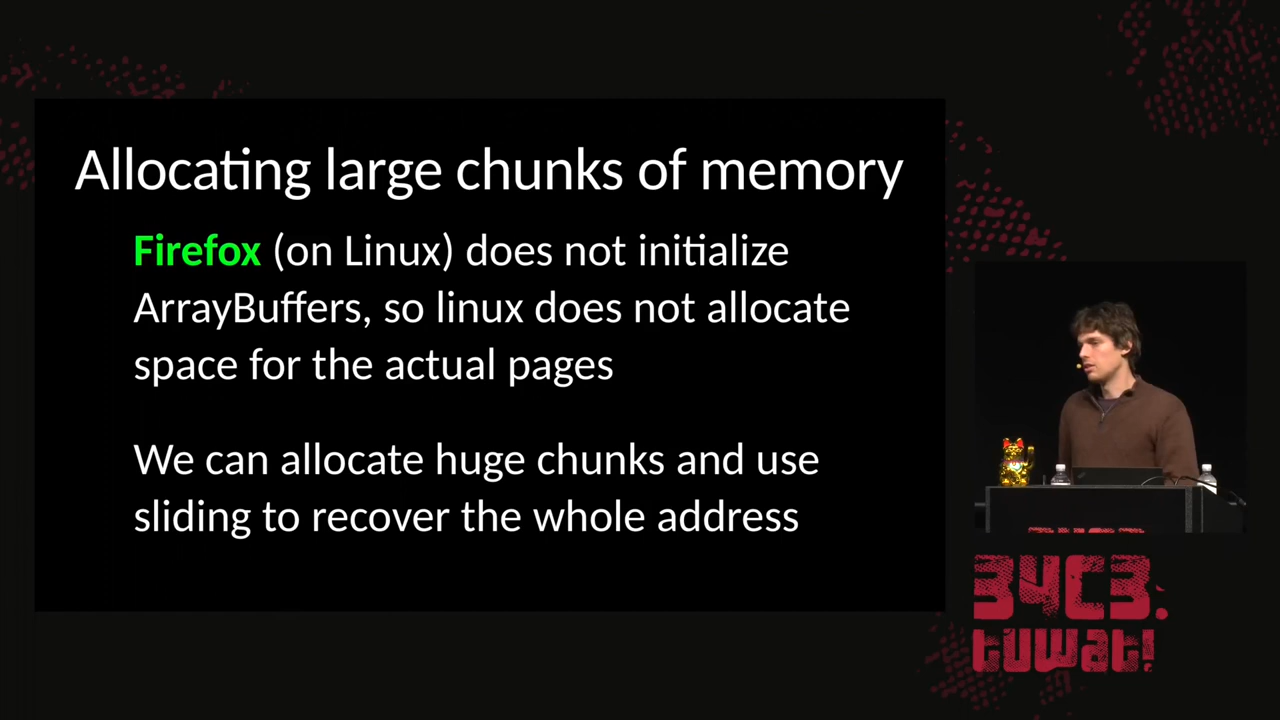 Allocating large chunks of memory
Firefox (on Linux) does not initialize
ArrayBuffers, so linux does not allocate
space for the actual pages
We can allocate huge chunks and use
sliding to recover the whole address
34C3.
tuwat!